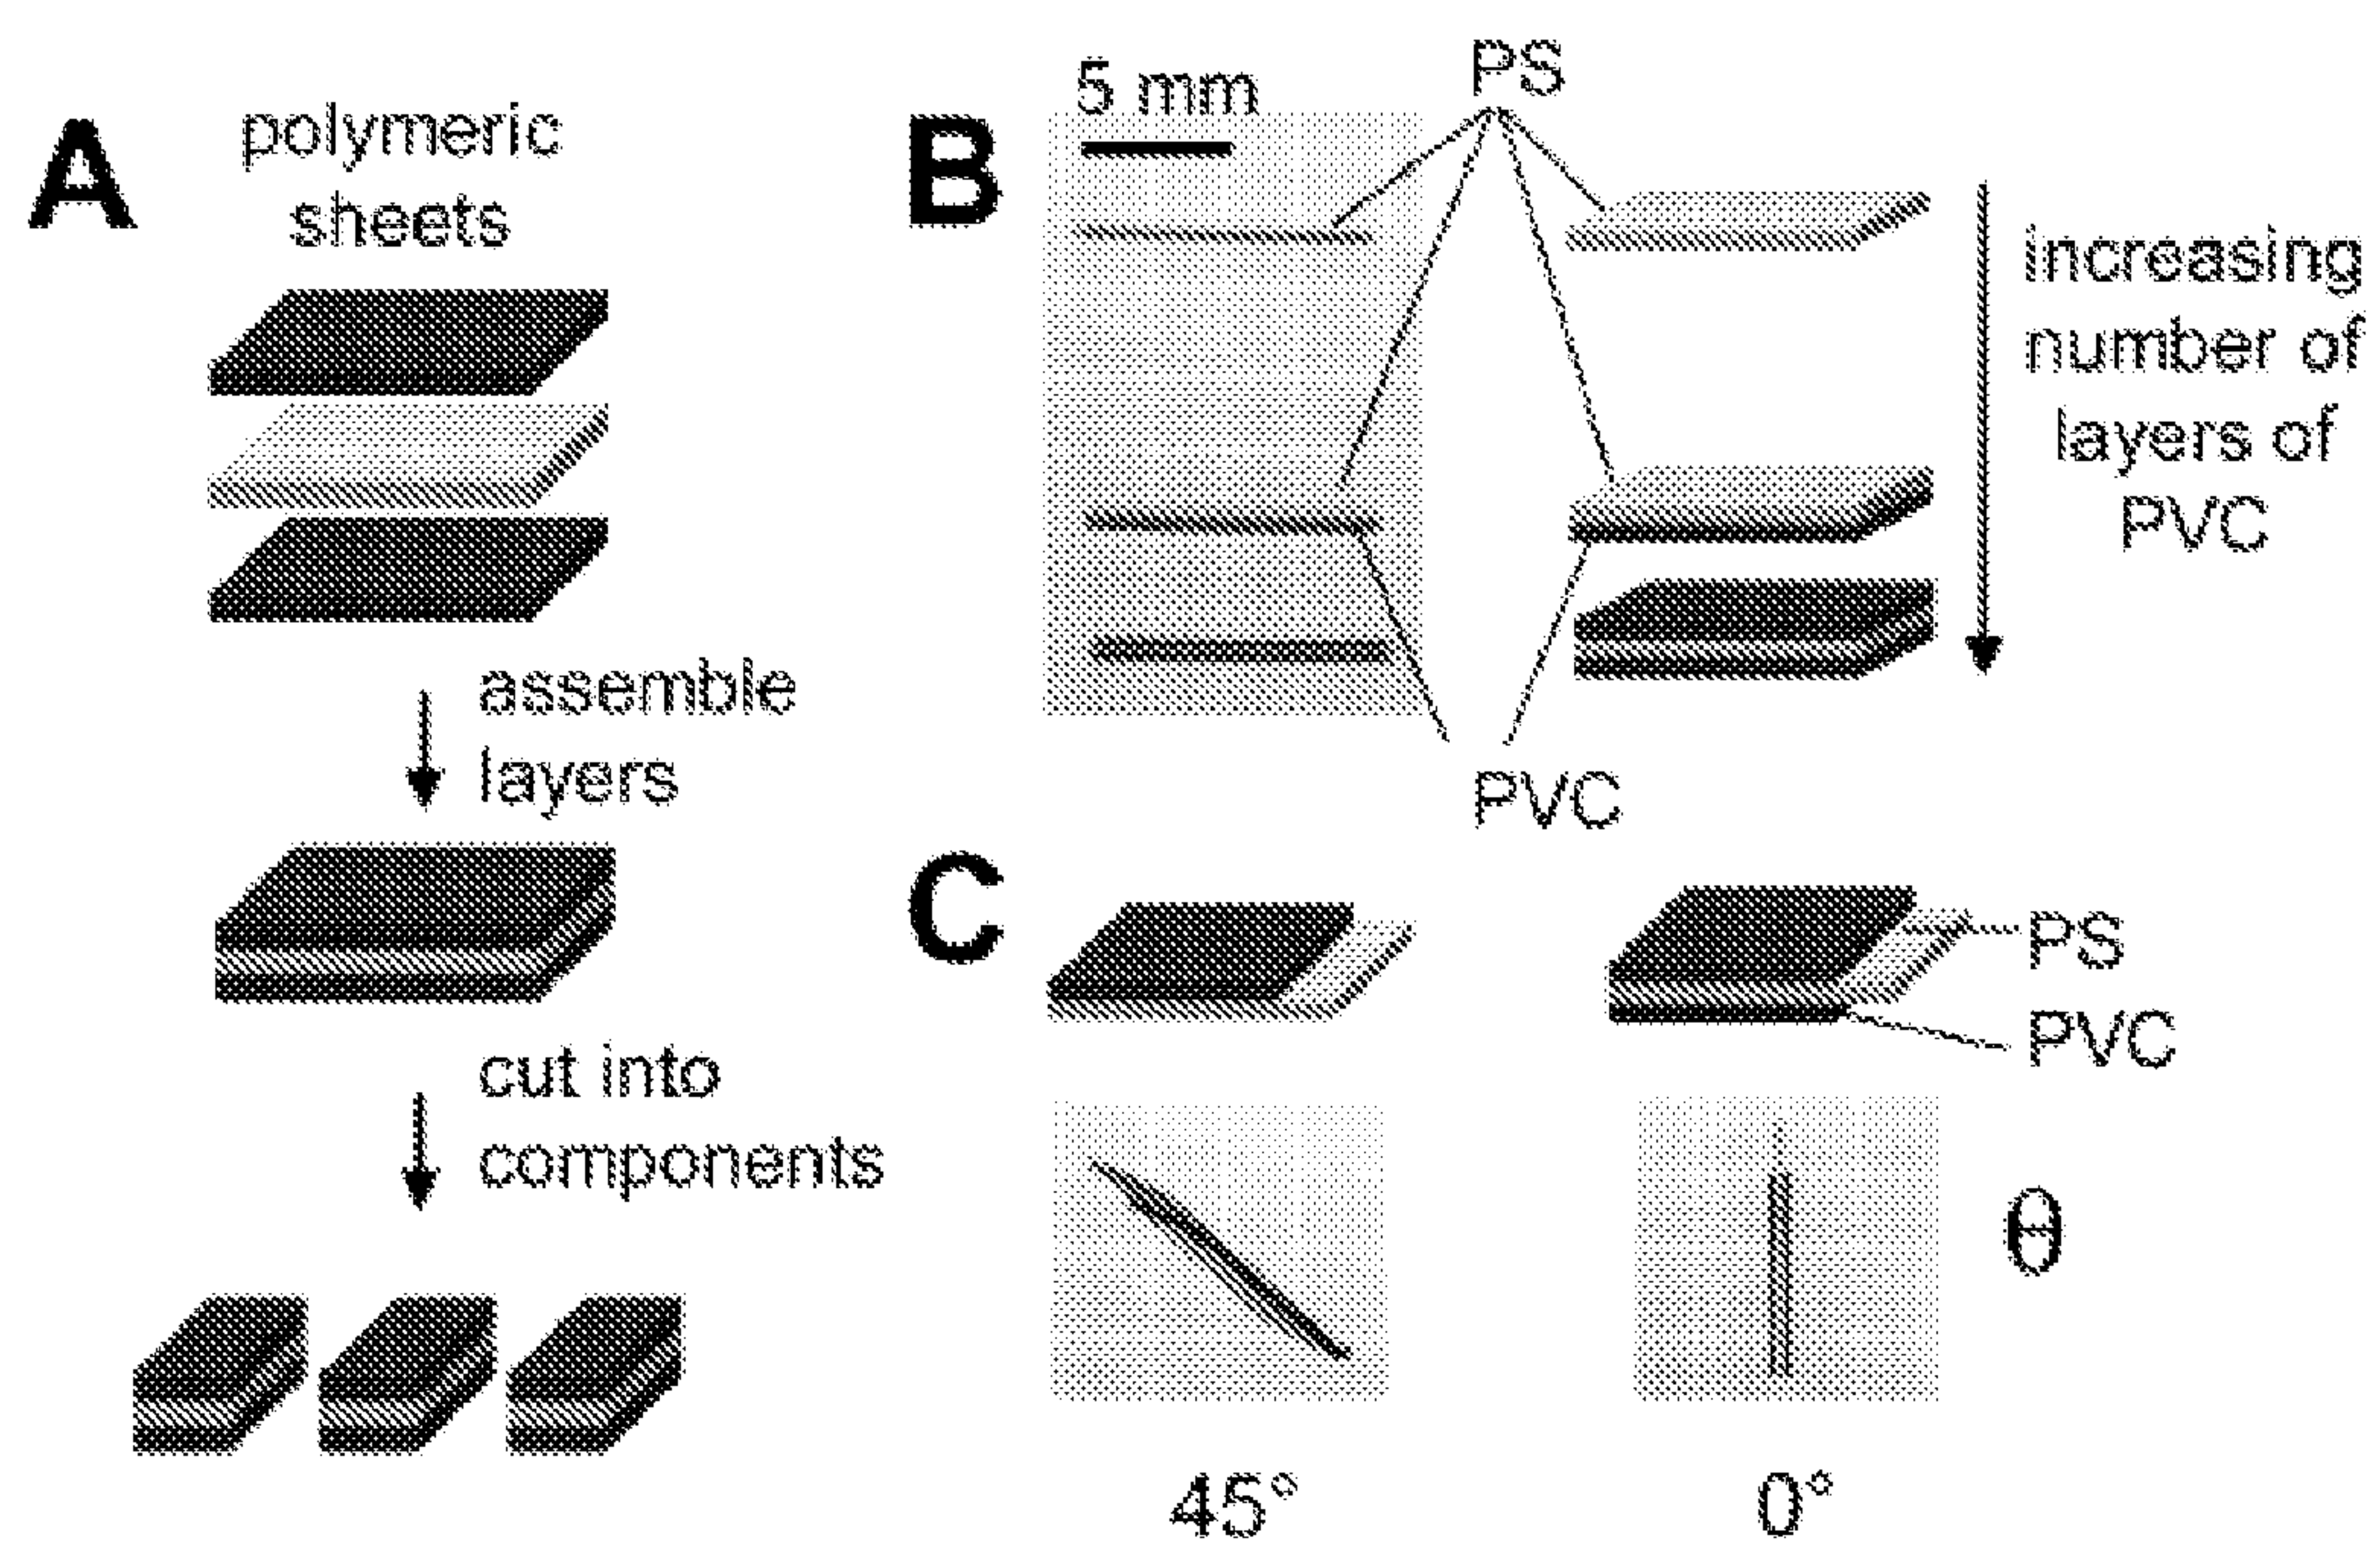 A
polymeric
sheets
assemble
layers
cut into
components
B
5 mm
PS
increasing
number of
layers of
PVC
PVC
C
PS
PVC
θ
45°
0°